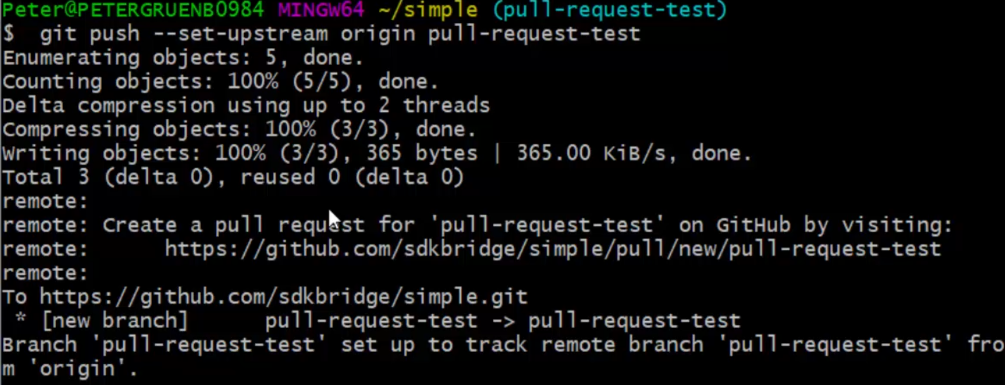 Peter@PETERGRUENB0984 MINGW64 ~/simple (pull-request-test)
$  git push --set-upstream origin pull-request-test
Enumerating objects: 5, done.
Counting objects: 100% (5/5), done.
Delta compression using up to 2 threads
Compressing objects: 100% (3/3), done.
Writing objects: 100% (3/3), 365 bytes | 365.00 KiB/s, done.
Total 3 (delta 0), reused 0 (delta 0)
remote:
remote: Create a pull request for 'pull-request-test' on GitHub by visiting:
remote:      https://github.com/sdkbridge/simple/pull/new/pull-request-test
remote:
To https://github.com/sdkbridge/simple.git
 * [new branch]      pull-request-test -> pull-request-test
Branch 'pull-request-test' set up to track remote branch 'pull-request-test' fro
m 'origin'.